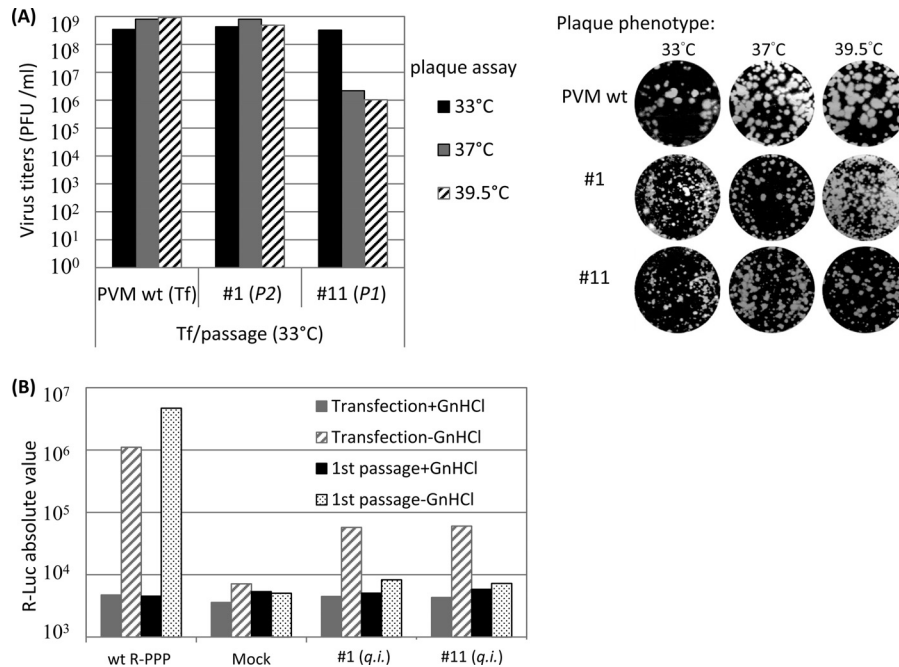 (A)
10⁹
10⁸
10⁷
10⁶
10⁵
10⁴
10³
10²
10¹
10⁰
Virus titers (PFU /ml)
PVM wt (Tf)
#1 (P2)
#11 (P1)
Tf/passage (33°C)
plaque assay
33°C
37°C
39.5°C
Plaque phenotype:
33°C
37°C
39.5°C
PVM wt
#1
#11
(B)
10⁷
10⁶
10⁵
10⁴
10³
R-Luc absolute value
Transfection+GnHCl
Transfection-GnHCl
1st passage+GnHCl
1st passage-GnHCl
wt R-PPP
Mock
#1 (q.i.)
#11 (q.i.)